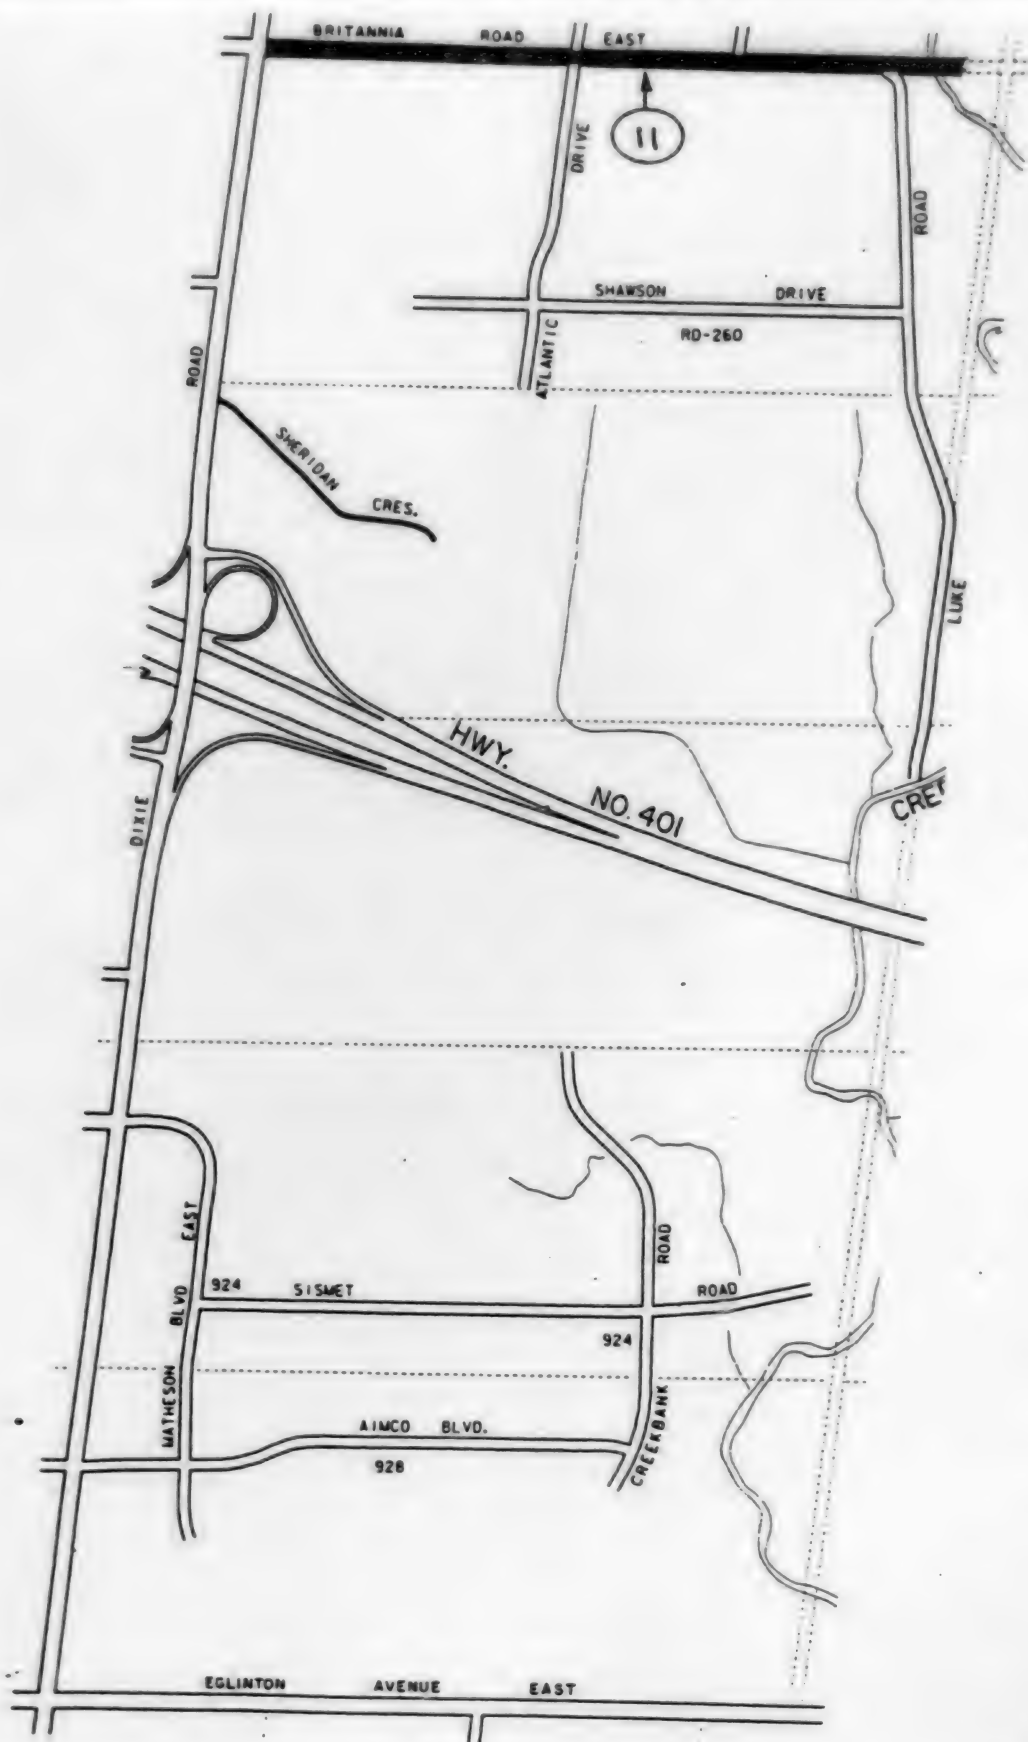 BRITANNIA ROAD EAST
11
DRIVE
ROAD
SHAWSON DRIVE
RD-260
ATLANTIC
ROAD
SHERIDAN CRES.
LUKE
HWY. NO. 401
DIXIE
EAST
ROAD
924 SISMET ROAD
BLVD
924
MATHESON
AIMCO BLVD.
928
CREEKBANK
EGLINTON AVENUE EAST